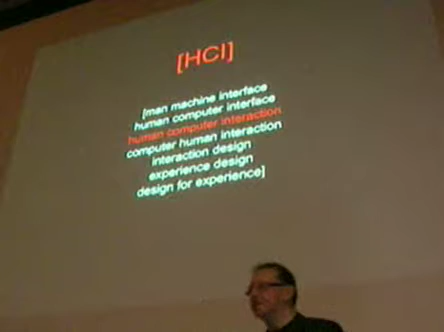 [HCI]
[man machine interface
human computer interface
human computer interaction
computer human interaction
interaction design
experience design
design for experience]